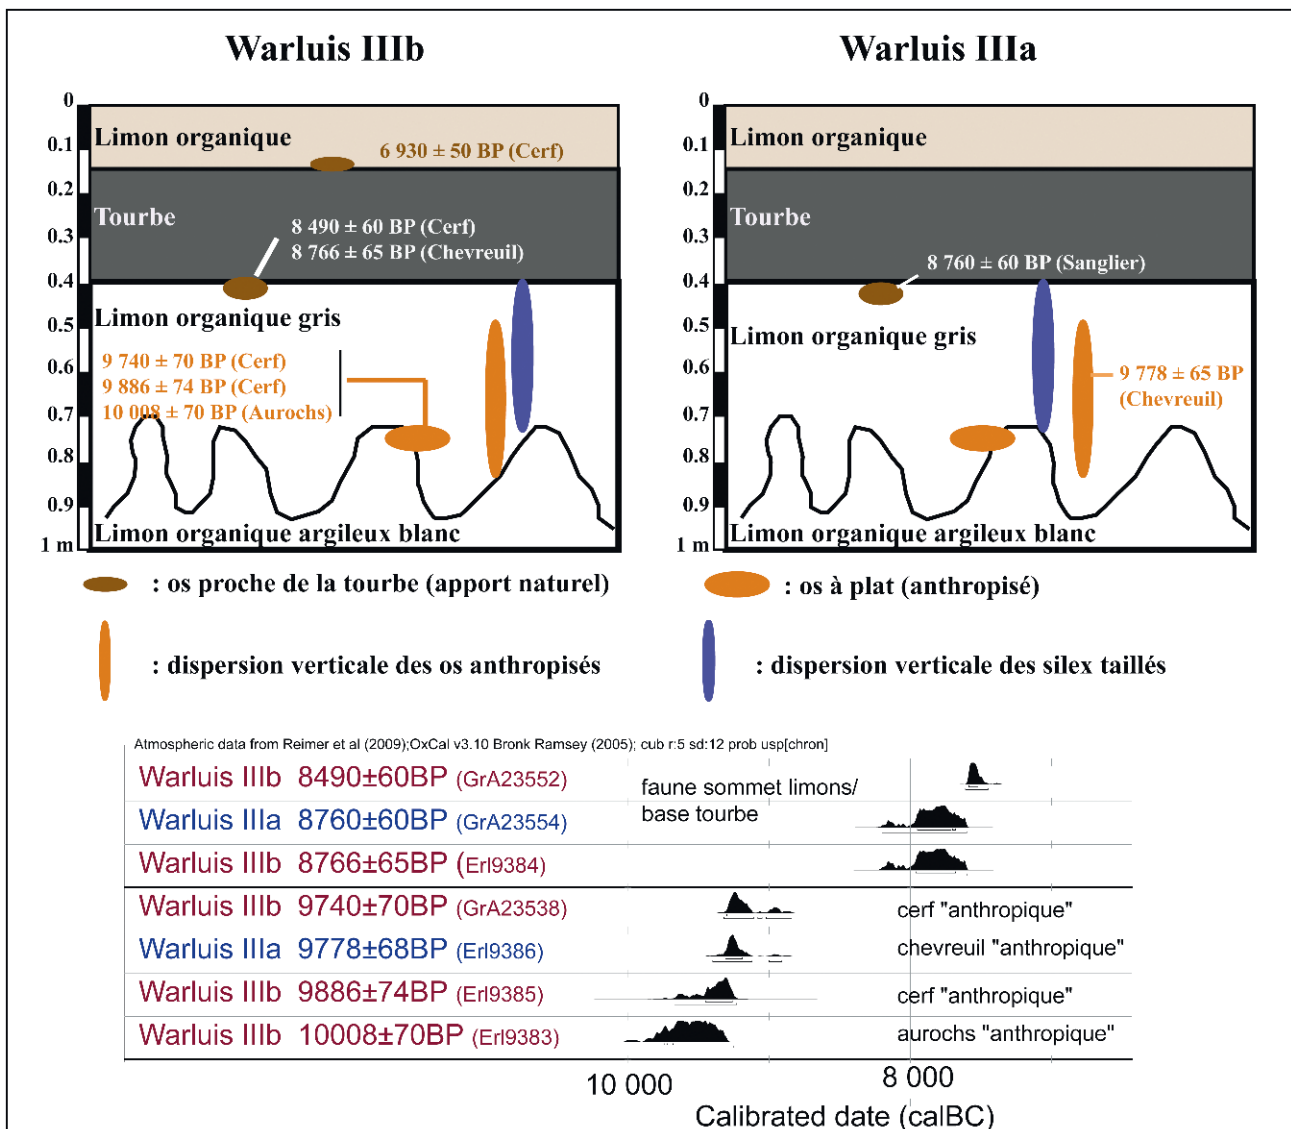 Warluis IIIb
0
0.1
0.2
0.3
0.4
0.5
0.6
0.7
0.8
0.9
1 m
Limon organique
6 930 ± 50 BP (Cerf)
Tourbe
8 490 ± 60 BP (Cerf)
8 766 ± 65 BP (Chevreuil)
Limon organique gris
9 740 ± 70 BP (Cerf)
9 886 ± 74 BP (Cerf)
10 008 ± 70 BP (Aurochs)
Limon organique argileux blanc
Warluis IIIa
0
0.1
0.2
0.3
0.4
0.5
0.6
0.7
0.8
0.9
1 m
Limon organique
Tourbe
8 760 ± 60 BP (Sanglier)
Limon organique gris
9 778 ± 65 BP
(Chevreuil)
Limon organique argileux blanc
: os proche de la tourbe (apport naturel)
: os à plat (anthropisé)
: dispersion verticale des os anthropisés
: dispersion verticale des silex taillés
Atmospheric data from Reimer et al (2009);OxCal v3.10 Bronk Ramsey (2005); cub r:5 sd:12 prob usp[chron]
Warluis IIIb 8490±60BP (GrA23552)
faune sommet limons/
base tourbe
Warluis IIIa 8760±60BP (GrA23554)
Warluis IIIb 8766±65BP (Erl9384)
Warluis IIIb 9740±70BP (GrA23538)
cerf "anthropique"
Warluis IIIa 9778±68BP (Erl9386)
chevreuil "anthropique"
Warluis IIIb 9886±74BP (Erl9385)
cerf "anthropique"
Warluis IIIb 10008±70BP (Erl9383)
aurochs "anthropique"
10 000
8 000
Calibrated date (calBC)